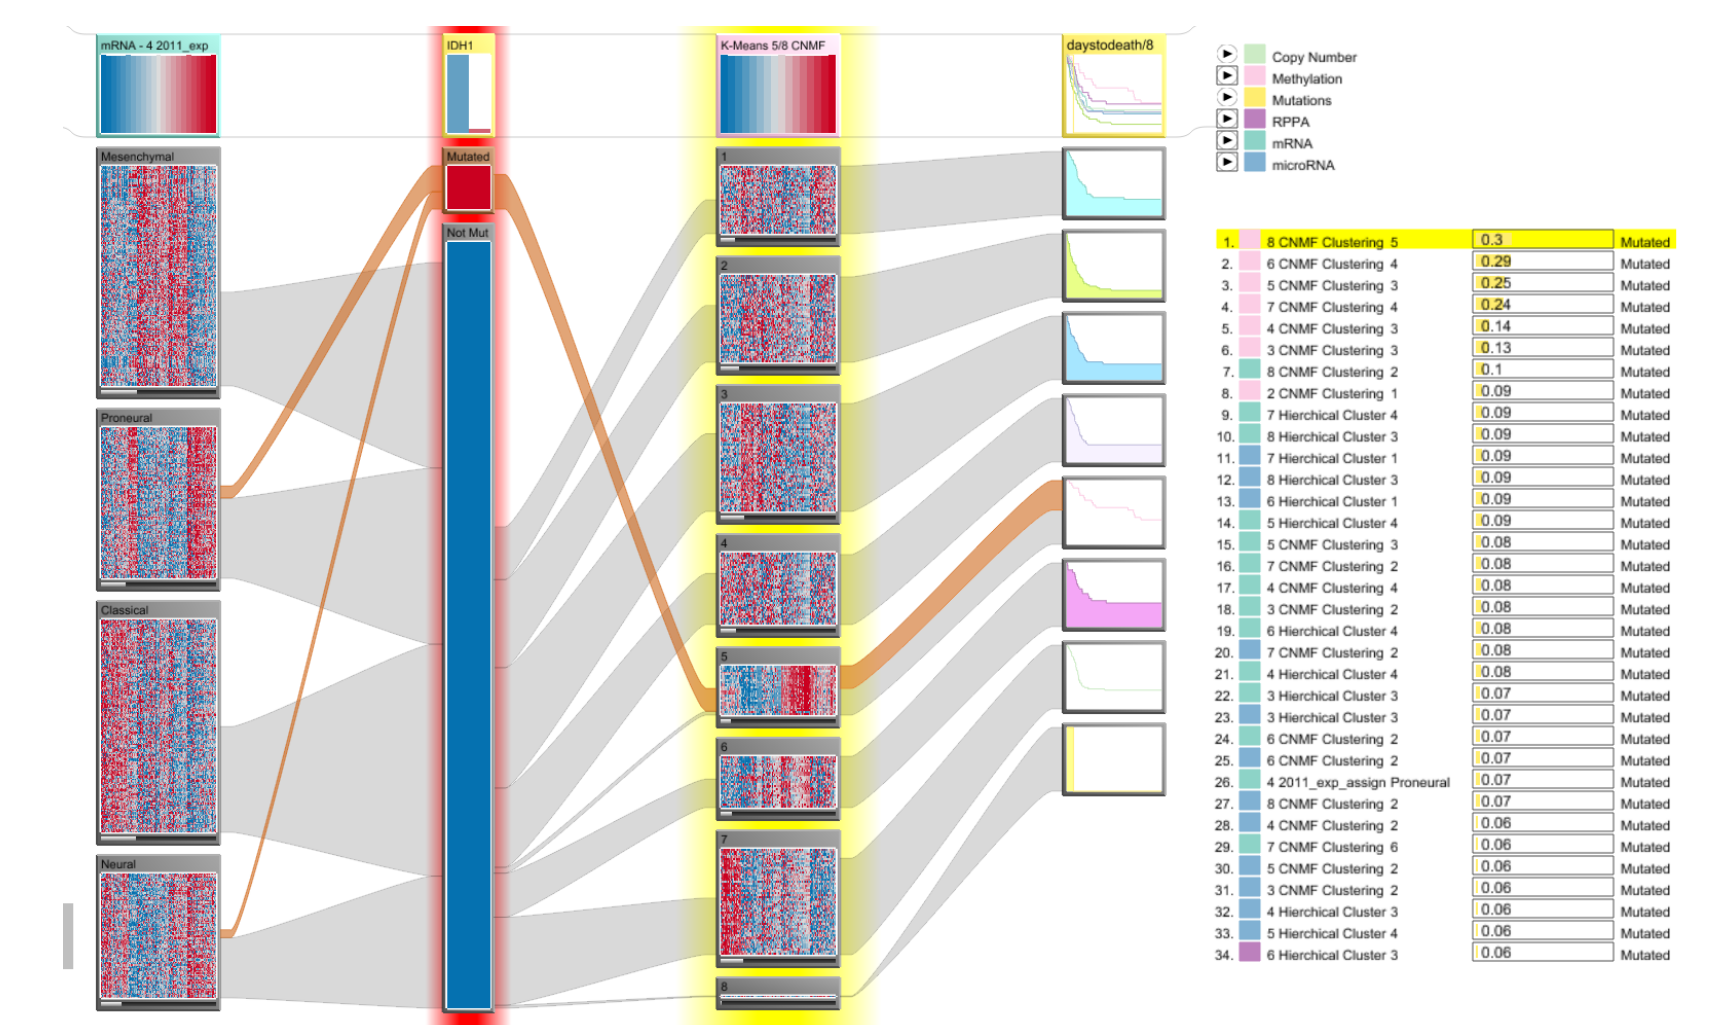 mRNA - 4 2011_exp
IDH1
K-Means 5/8 CNMF
daystodeath/8
Mesenchymal
Proneural
Classical
Neural
Mutated
Not Mut
1
2
3
4
5
6
7
8
Copy Number
Methylation
Mutations
RPPA
mRNA
microRNA
1. 8 CNMF Clustering 5 0.3 Mutated
2. 6 CNMF Clustering 4 0.29 Mutated
3. 5 CNMF Clustering 3 0.25 Mutated
4. 7 CNMF Clustering 4 0.24 Mutated
5. 4 CNMF Clustering 3 0.14 Mutated
6. 3 CNMF Clustering 3 0.13 Mutated
7. 8 CNMF Clustering 2 0.1 Mutated
8. 2 CNMF Clustering 1 0.09 Mutated
9. 7 Hierchical Cluster 4 0.09 Mutated
10. 8 Hierchical Cluster 3 0.09 Mutated
11. 7 Hierchical Cluster 1 0.09 Mutated
12. 8 Hierchical Cluster 3 0.09 Mutated
13. 6 Hierchical Cluster 1 0.09 Mutated
14. 5 Hierchical Cluster 4 0.09 Mutated
15. 5 CNMF Clustering 3 0.08 Mutated
16. 7 CNMF Clustering 2 0.08 Mutated
17. 4 CNMF Clustering 4 0.08 Mutated
18. 3 CNMF Clustering 2 0.08 Mutated
19. 6 Hierchical Cluster 4 0.08 Mutated
20. 7 CNMF Clustering 2 0.08 Mutated
21. 4 Hierchical Cluster 4 0.08 Mutated
22. 3 Hierchical Cluster 3 0.07 Mutated
23. 3 Hierchical Cluster 3 0.07 Mutated
24. 6 CNMF Clustering 2 0.07 Mutated
25. 6 CNMF Clustering 2 0.07 Mutated
26. 4 2011_exp_assign Proneural 0.07 Mutated
27. 8 CNMF Clustering 2 0.07 Mutated
28. 4 CNMF Clustering 2 0.06 Mutated
29. 7 CNMF Clustering 6 0.06 Mutated
30. 5 CNMF Clustering 2 0.06 Mutated
31. 3 CNMF Clustering 2 0.06 Mutated
32. 4 Hierchical Cluster 3 0.06 Mutated
33. 5 Hierchical Cluster 4 0.06 Mutated
34. 6 Hierchical Cluster 3 0.06 Mutated